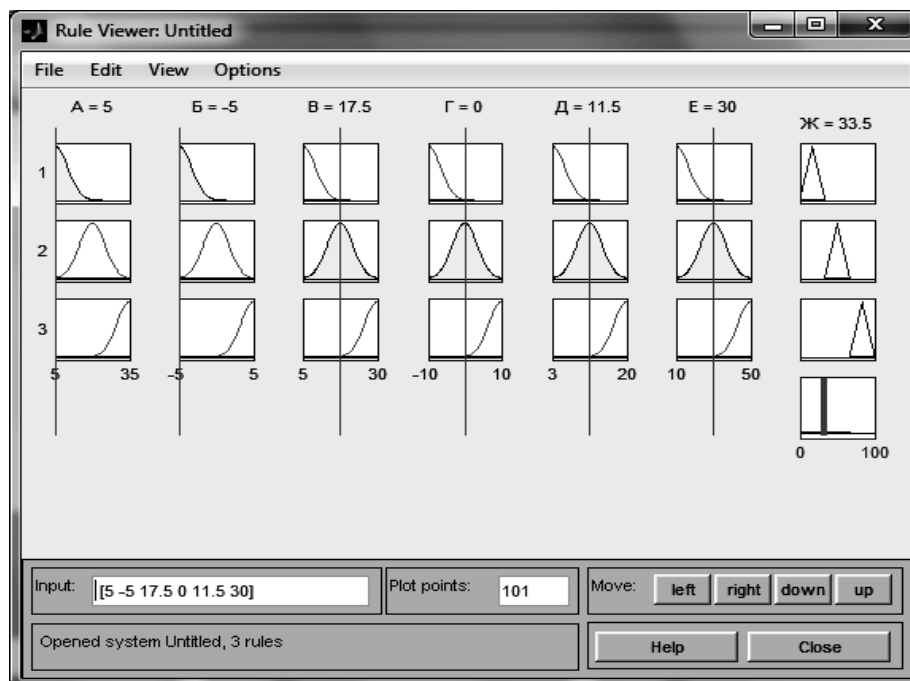 Rule Viewer: Untitled
File Edit View Options
А = 5 Б = -5 В = 17.5 Г = 0 Д = 11.5 Е = 30
Ж = 33.5
1
2
3
5 35 -5 5 5 30 -10 10 3 20 10 50
0 100
Input: [5 -5 17.5 0 11.5 30] Plot points: 101 Move: left right down up
Opened system Untitled, 3 rules Help Close